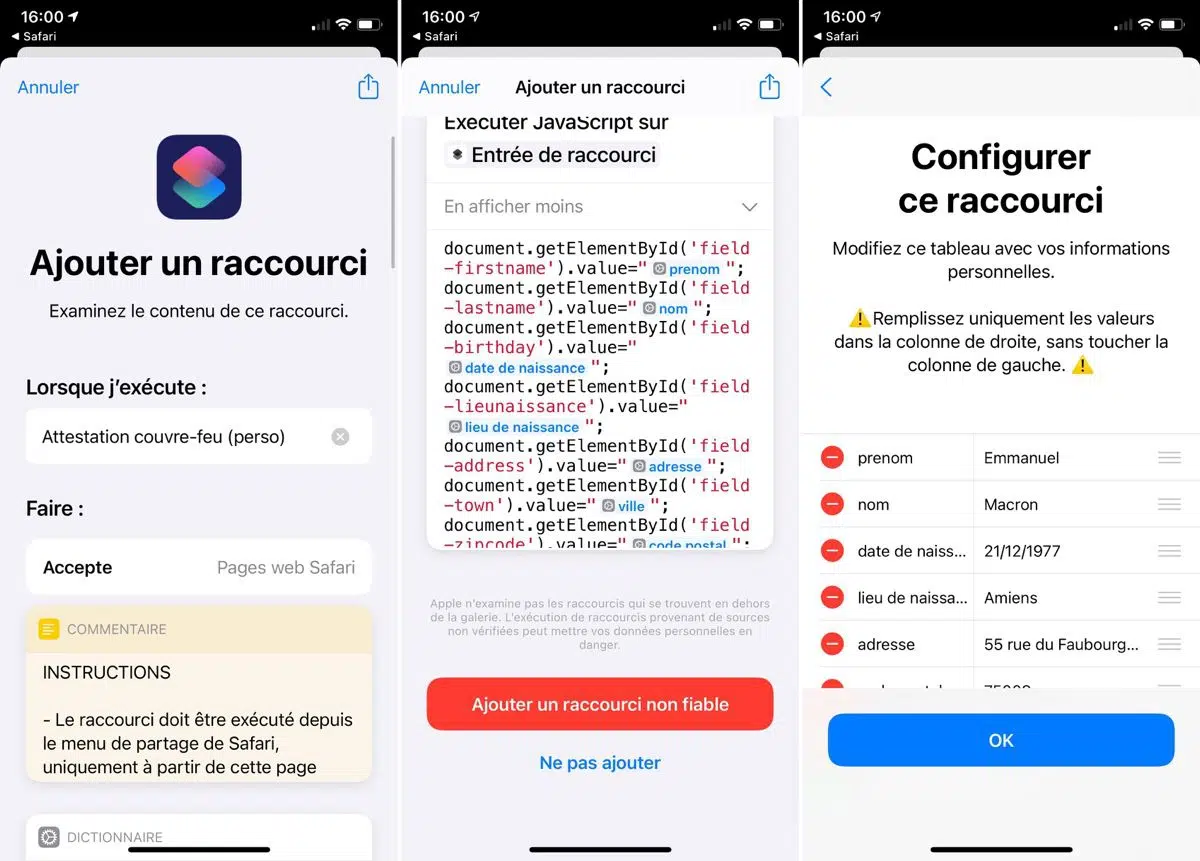 16:00
◀ Safari
Annuler
Ajouter un raccourci
Examinez le contenu de ce raccourci.
Lorsque j’exécute :
Attestation couvre-feu (perso)
Faire :
Accepte
Pages web Safari
COMMENTAIRE
INSTRUCTIONS
- Le raccourci doit être exécuté depuis
le menu de partage de Safari,
uniquement à partir de cette page
DICTIONNAIRE
16:00
◀ Safari
Annuler
Ajouter un raccourci
Exécuter JavaScript sur
Entrée de raccourci
En afficher moins
document.getElementById('field
-firstname').value=" prenom ";
document.getElementById('field
-lastname').value=" nom ";
document.getElementById('field
-birthday').value="
date de naissance ";
document.getElementById('field
-lieunaissance').value="
lieu de naissance ";
document.getElementById('field
-address').value=" adresse ";
document.getElementById('field
-town').value=" ville ";
document.getElementById('field
-zipcode').value=" code postal ";
Apple n'examine pas les raccourcis qui se trouvent en dehors
de la galerie. L'exécution de raccourcis provenant de sources
non vérifiées peut mettre vos données personnelles en
danger.
Ajouter un raccourci non fiable
Ne pas ajouter
16:00
◀ Safari
Configurer
ce raccourci
Modifiez ce tableau avec vos informations
personnelles.
⚠️Remplissez uniquement les valeurs
dans la colonne de droite, sans toucher la
colonne de gauche. ⚠️
prenom Emmanuel
nom Macron
date de naiss... 21/12/1977
lieu de naissa... Amiens
adresse 55 rue du Faubourg...
OK